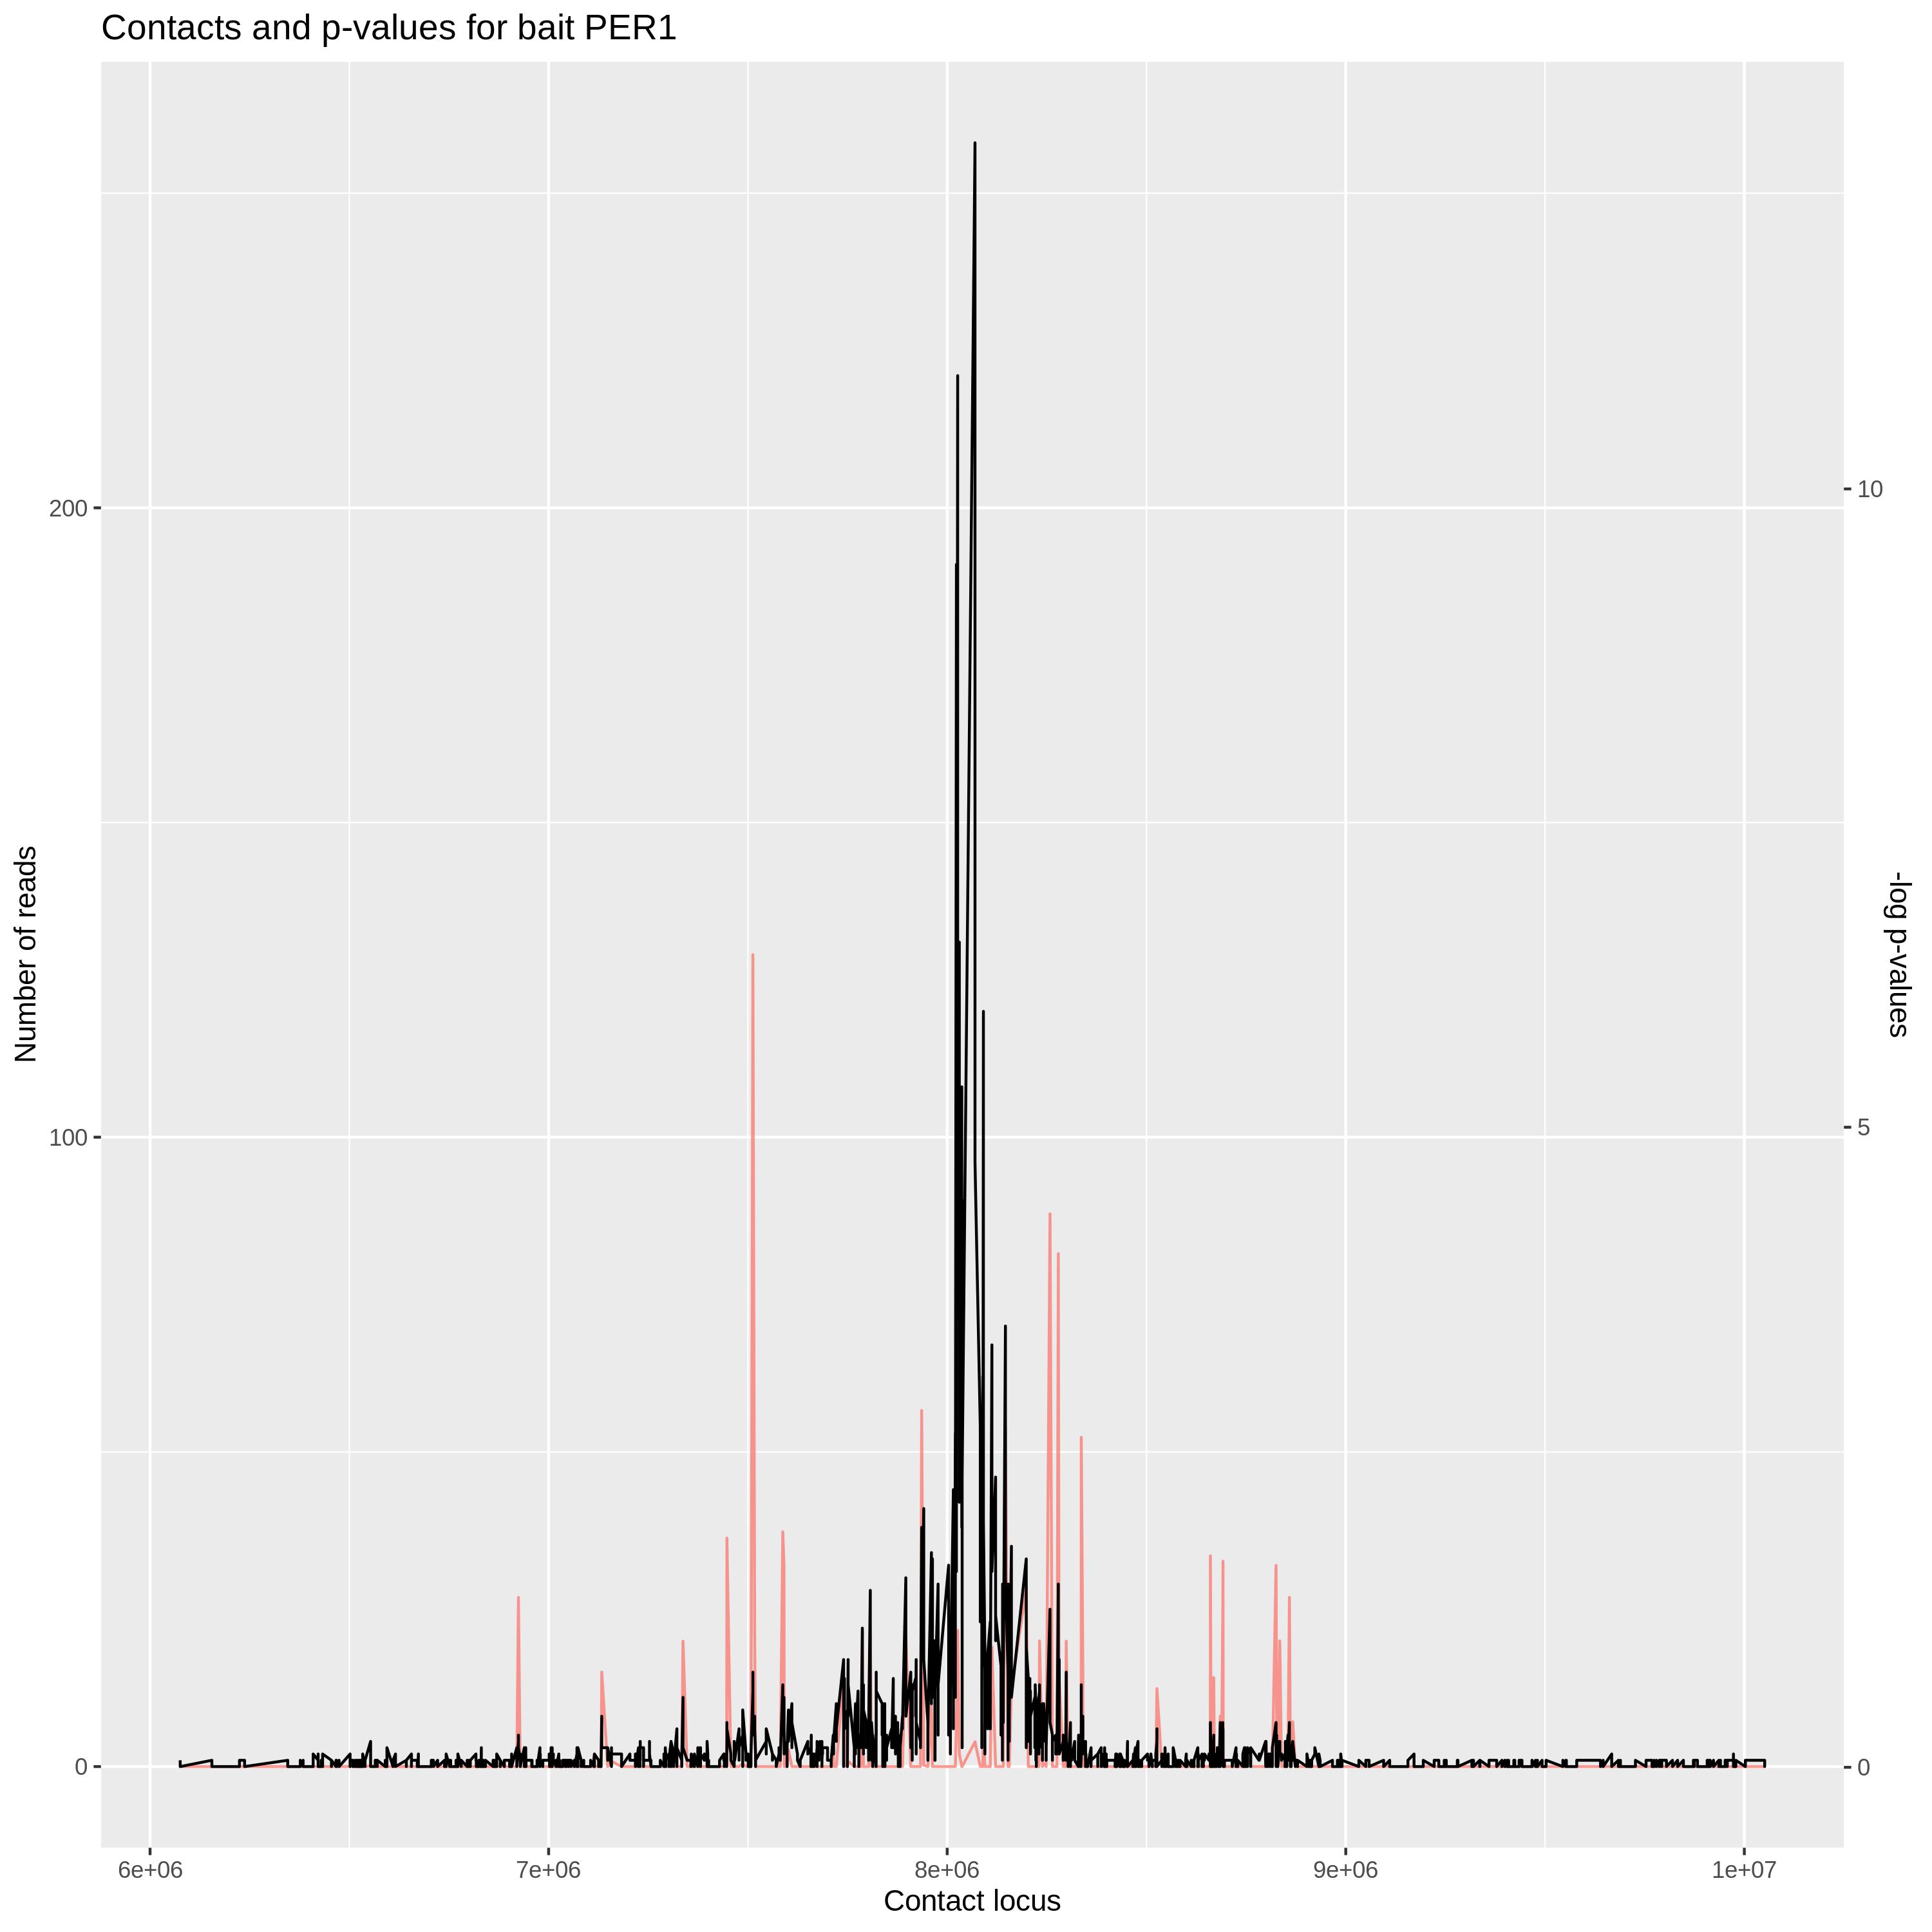 Contacts and p-values for bait PER1
Number of reads
200
100
0
10
5
0
-log p-values
6e+06
7e+06
8e+06
9e+06
1e+07
Contact locus